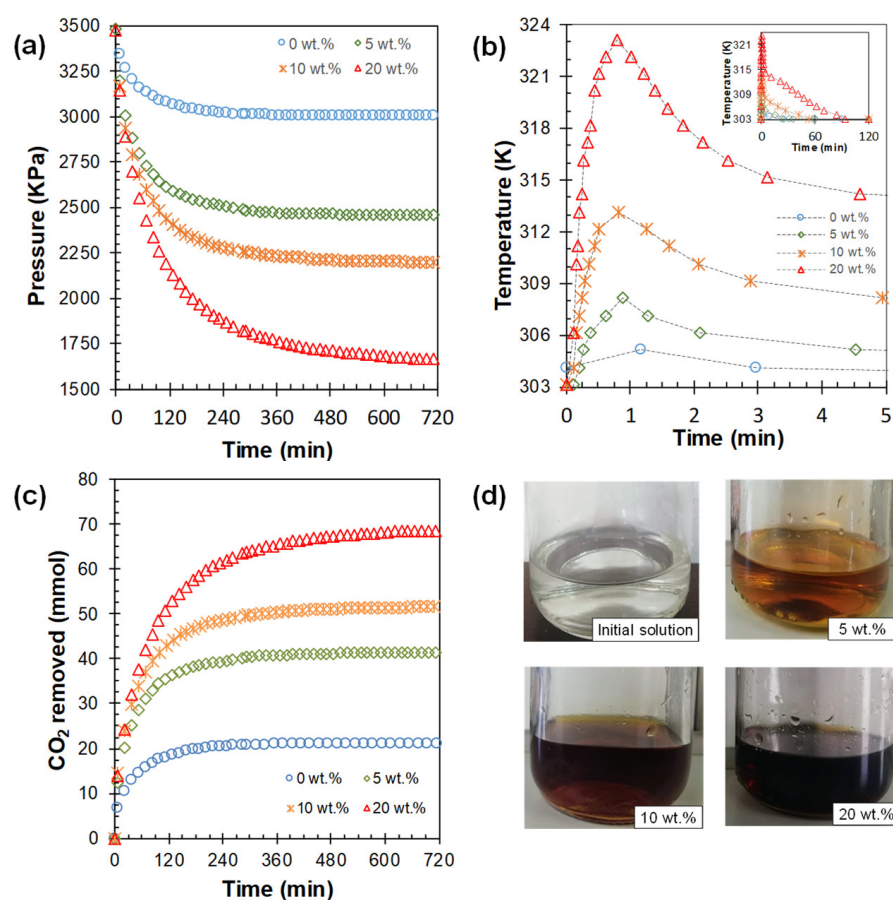 (a)
3500
3250
3000
2750
2500
2250
2000
1750
1500
Pressure (KPa)
0 wt.% 5 wt.%
10 wt.% 20 wt.%
0 120 240 360 480 600 720
Time (min)
(b)
324
321
318
315
312
309
306
303
Temperature (K)
321
315
309
303
Temperature (K)
0 60 120
Time (min)
0 wt.%
5 wt.%
10 wt.%
20 wt.%
0 1 2 3 4 5
Time (min)
(c)
80
70
60
50
40
30
20
10
0
CO2 removed (mmol)
0 wt.% 5 wt.%
10 wt.% 20 wt.%
0 120 240 360 480 600 720
Time (min)
(d)
Initial solution
5 wt.%
10 wt.%
20 wt.%